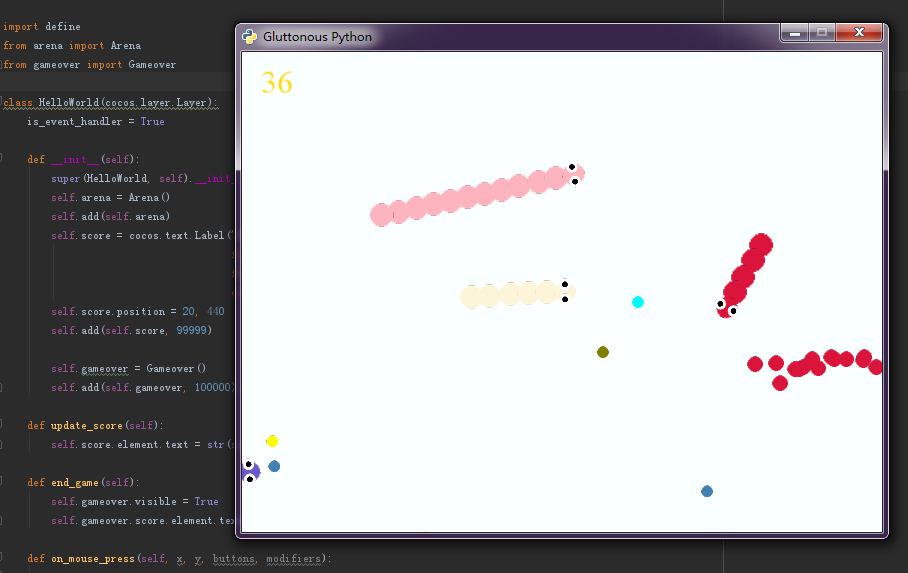 import define
from arena import Arena
from gameover import Gameover
class HelloWorld(cocos.layer.Layer):
is_event_handler = True
def __init__(self):
super(HelloWorld, self).__init_
self.arena = Arena()
self.add(self.arena)
self.score = cocos.text.Label(
self.score.position = 20, 440
self.add(self.score, 99999)
self.gameover = Gameover()
self.add(self.gameover, 100000)
def update_score(self):
self.score.element.text = str(
def end_game(self):
self.gameover.visible = True
self.gameover.score.element.te
def on_mouse_press(self, x, y, buttons, modifiers):
Gluttonous Python
36